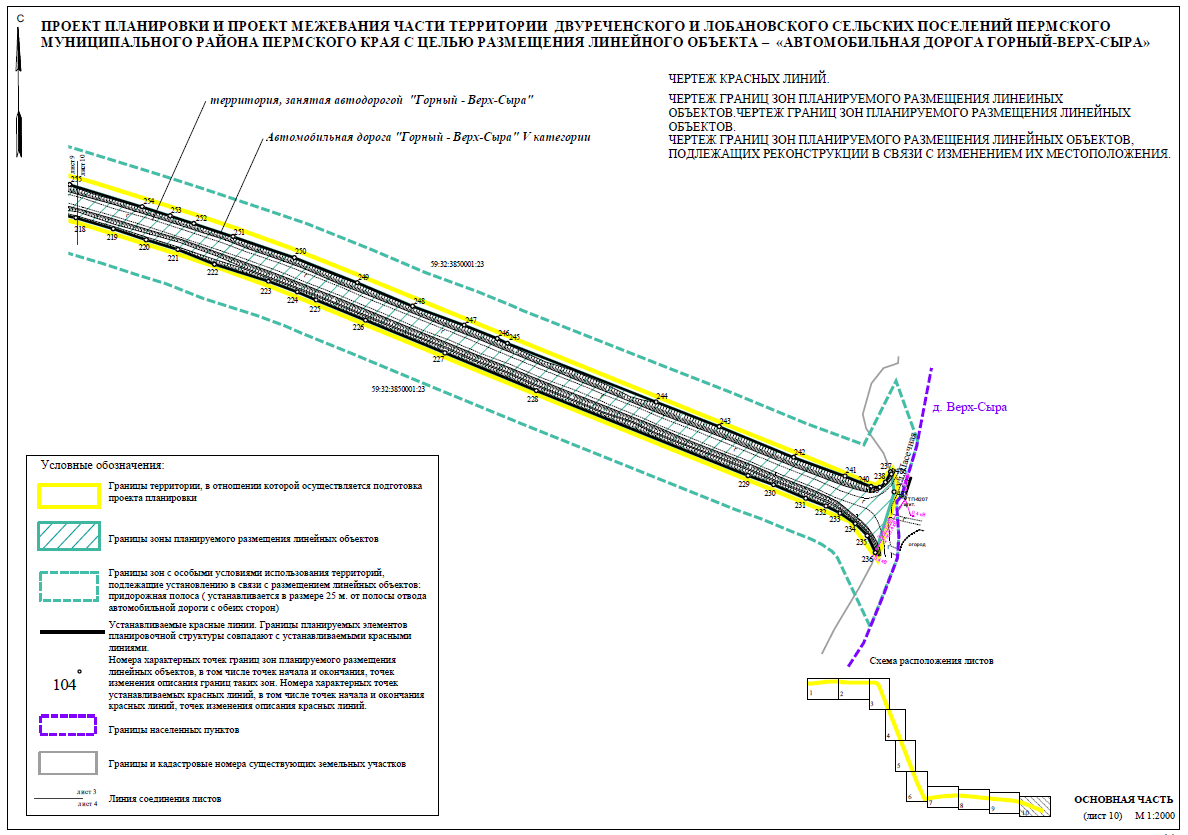 С
ПРОЕКТ ПЛАНИРОВКИ И ПРОЕКТ МЕЖЕВАНИЯ ЧАСТИ ТЕРРИТОРИИ ДВУРЕЧЕНСКОГО И ЛОБАНОВСКОГО СЕЛЬСКИХ ПОСЕЛЕНИЙ ПЕРМСКОГО
МУНИЦИПАЛЬНОГО РАЙОНА ПЕРМСКОГО КРАЯ С ЦЕЛЬЮ РАЗМЕЩЕНИЯ ЛИНЕЙНОГО ОБЪЕКТА – «АВТОМОБИЛЬНАЯ ДОРОГА ГОРНЫЙ-ВЕРХ-СЫРА»
ЧЕРТЕЖ КРАСНЫХ ЛИНИЙ.
ЧЕРТЕЖ ГРАНИЦ ЗОН ПЛАНИРУЕМОГО РАЗМЕЩЕНИЯ ЛИНЕЙНЫХ
ОБЪЕКТОВ.ЧЕРТЕЖ ГРАНИЦ ЗОН ПЛАНИРУЕМОГО РАЗМЕЩЕНИЯ ЛИНЕЙНЫХ
ОБЪЕКТОВ.
ЧЕРТЕЖ ГРАНИЦ ЗОН ПЛАНИРУЕМОГО РАЗМЕЩЕНИЯ ЛИНЕЙНЫХ ОБЪЕКТОВ,
ПОДЛЕЖАЩИХ РЕКОНСТРУКЦИИ В СВЯЗИ С ИЗМЕНЕНИЕМ ИХ МЕСТОПОЛОЖЕНИЯ.
территория, занятая автодорогой "Горный - Верх-Сыра"
Автомобильная дорога "Горный - Верх-Сыра" V категории
лист 9
лист 10
255
254
253
252
251
250
249
248
247
246
245
244
243
242
241
240
238
237
218
219
220
221
222
223
224
225
226
227
228
229
230
231
232
233
234
235
236
59:32:3850001:23
59:32:3850001:23
д. Верх-Сыра
огород
Условные обозначения:
Границы территории, в отношении которой осуществляется подготовка
проекта планировки
Границы зоны планируемого размещения линейных объектов
Границы зон с особыми условиями использования территорий,
подлежащие установлению в связи с размещением линейных объектов:
придорожная полоса ( устанавливается в размере 25 м. от полосы отвода
автомобильной дороги с обеих сторон)
Устанавливаемые красные линии. Границы планируемых элементов
планировочной структуры совпадают с устанавливаемыми красными
линиями.
104
Номера характерных точек границ зон планируемого размещения
линейных объектов, в том числе точек начала и окончания, точек
изменения описания границ таких зон. Номера характерных точек
устанавливаемых красных линий, в том числе точек начала и окончания
красных линий, точек изменения описания красных линий.
Границы населенных пунктов
Границы и кадастровые номера существующих земельных участков
лист 3
лист 4
Линия соединения листов
Схема расположения листов
1
2
3
4
5
6
7
8
9
10
ОСНОВНАЯ ЧАСТЬ
(лист 10) М 1:2000